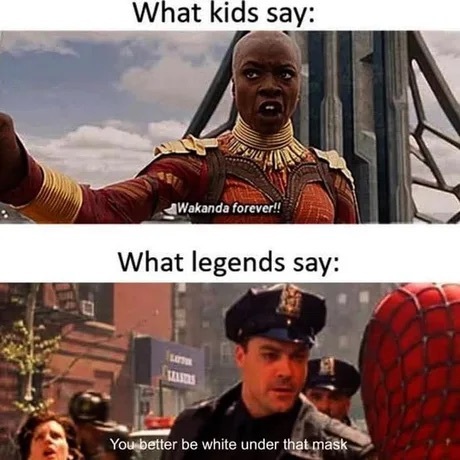 What kids say:
Wakanda forever!!
What legends say:
You better be white under that mask